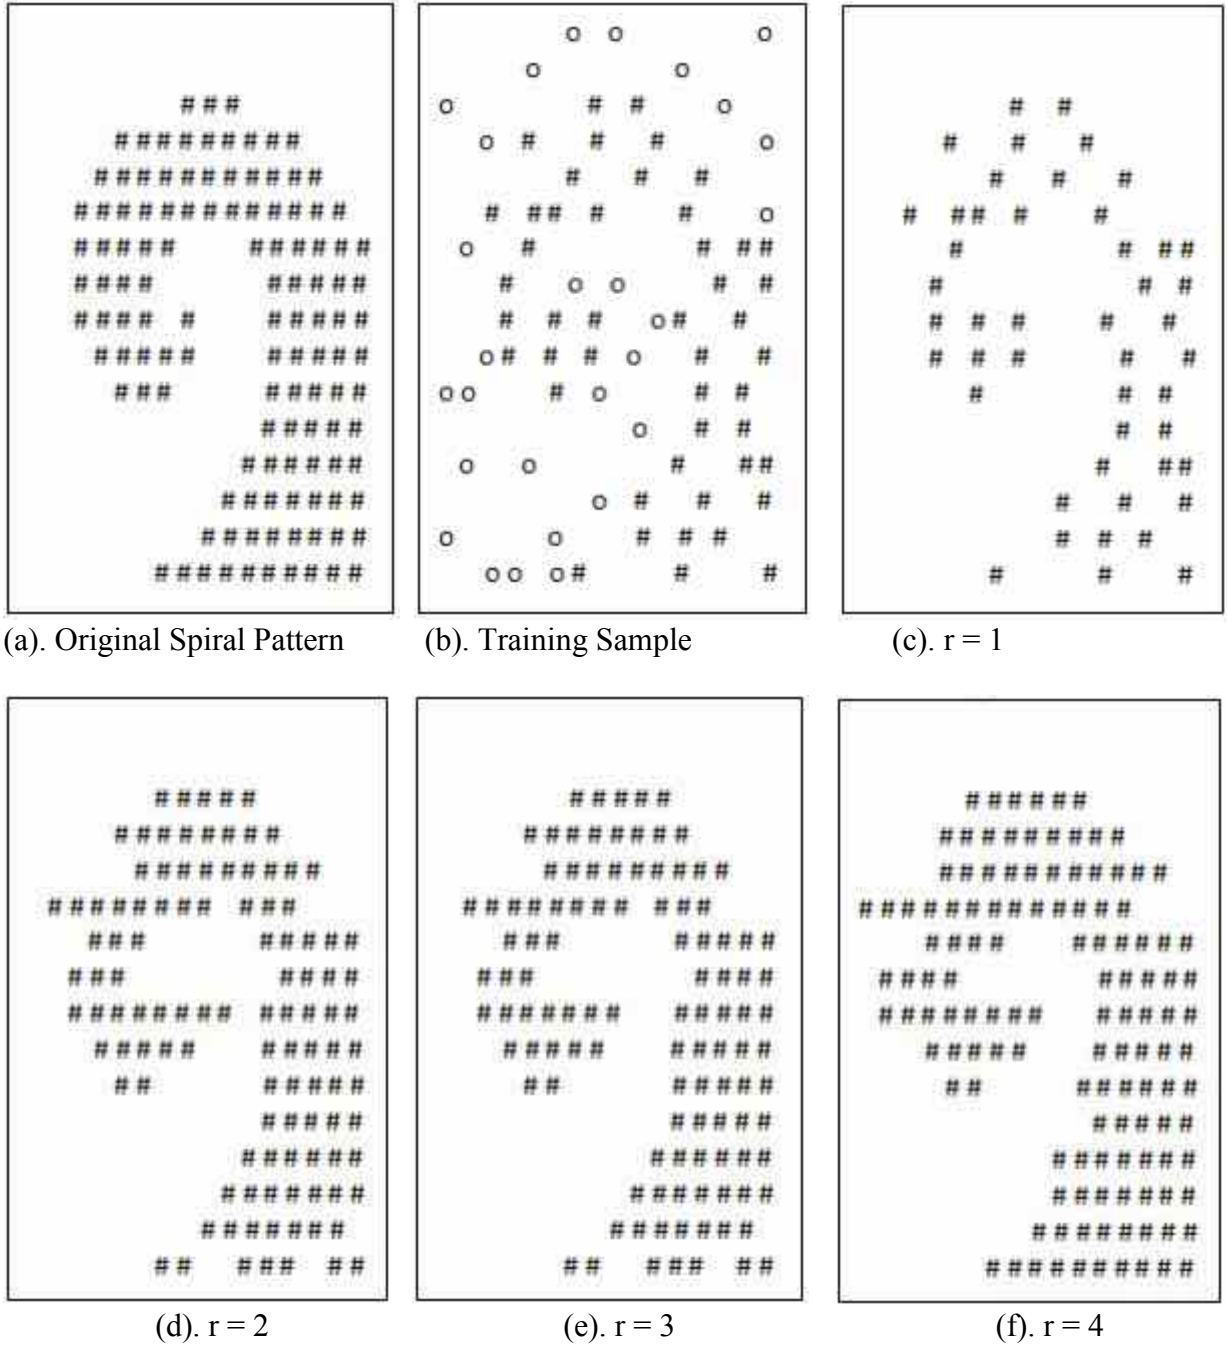 (a). Original Spiral Pattern
(b). Training Sample
(c). r = 1
(d). r = 2
(e). r = 3
(f). r = 4